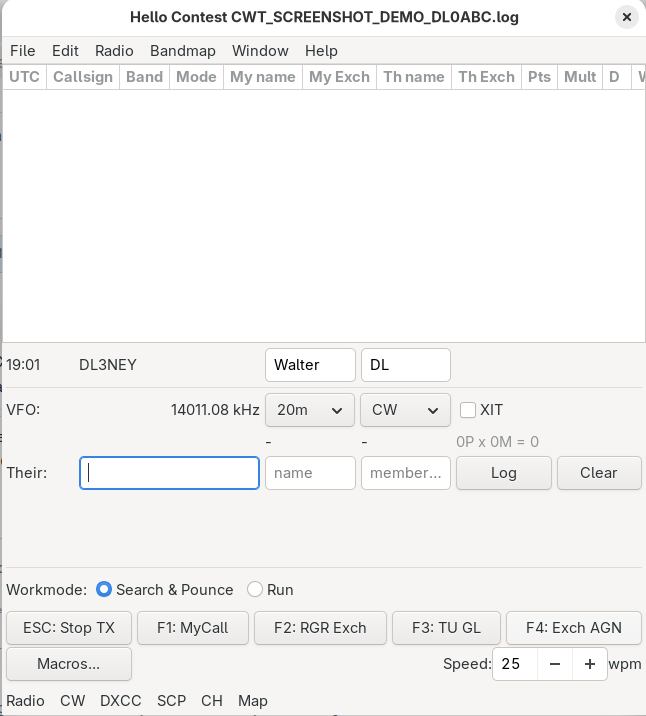 Hello Contest CWT_SCREENSHOT_DEMO_DL0ABC.log
File Edit Radio Bandmap Window Help
UTC Callsign Band Mode My name My Exch Th name Th Exch Pts Mult D
19:01 DL3NEY Walter DL
VFO: 14011.08 kHz 20m CW XIT
- - 0P x 0M = 0
Their: name member... Log Clear
Workmode: Search & Pounce Run
ESC: Stop TX F1: MyCall F2: RGR Exch F3: TU GL F4: Exch AGN
Macros... Speed: 25 − + wpm
Radio CW DXCC SCP CH Map